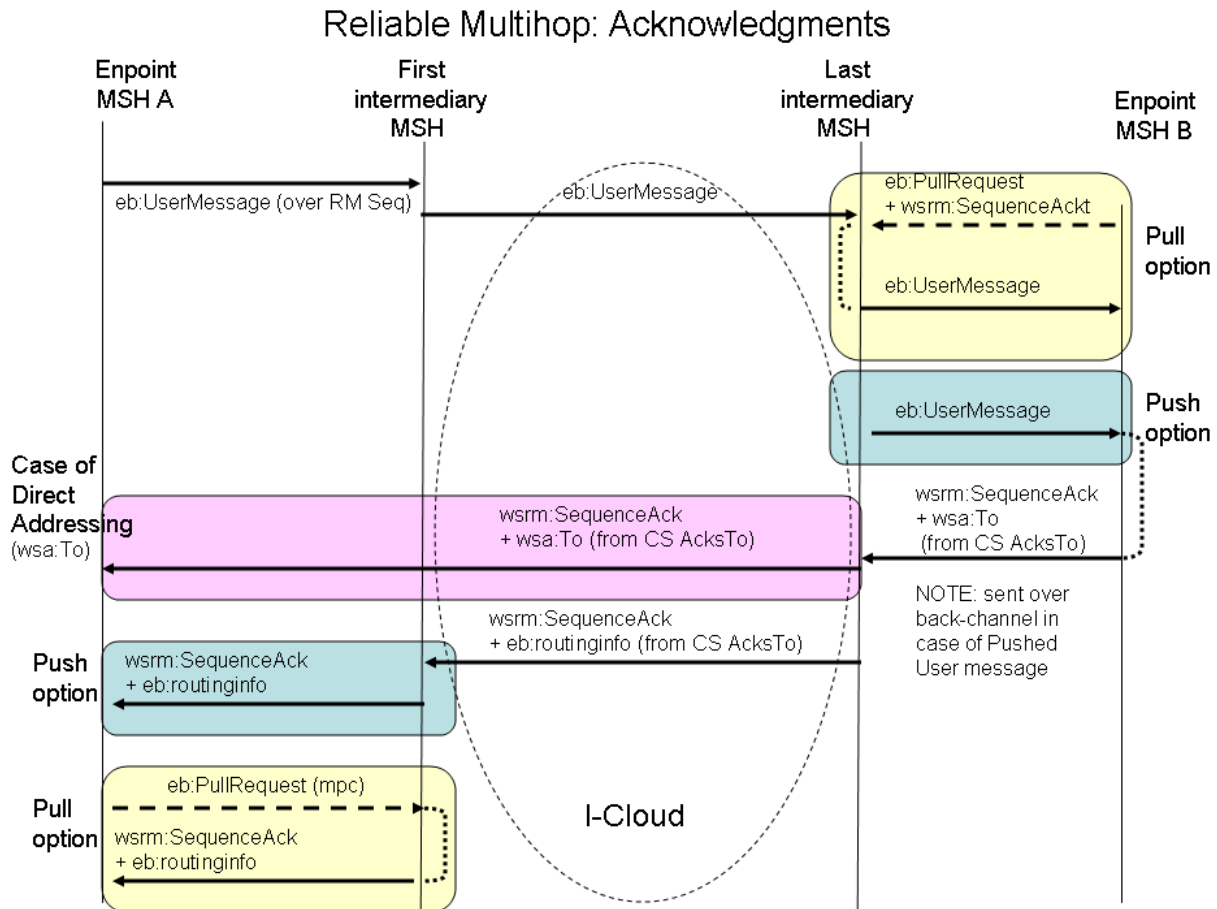 Reliable Multihop: Acknowledgments
Enpoint
MSH A
First
intermediary
MSH
Last
intermediary
MSH
Enpoint
MSH B
eb:UserMessage (over RM Seq)
eb:UserMessage
eb:PullRequest
+ wsrm:SequenceAckt
Pull
option
eb:UserMessage
eb:UserMessage
Push
option
Case of
Direct
Addressing
(wsa:To)
wsrm:SequenceAck
+ wsa:To (from CS AcksTo)
wsrm:SequenceAck
+ wsa:To
(from CS AcksTo)
NOTE: sent over
back-channel in
case of Pushed
User message
wsrm:SequenceAck
+ eb:routinginfo (from CS AcksTo)
Push
option
wsrm:SequenceAck
+ eb:routinginfo
Pull
option
eb:PullRequest (mpc)
wsrm:SequenceAck
+ eb:routinginfo
I-Cloud